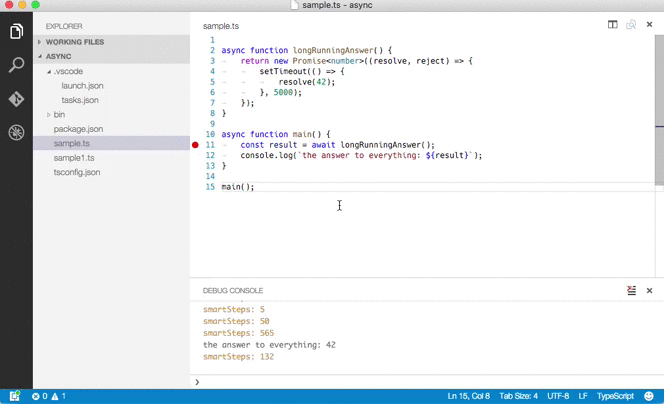 sample.ts - async
EXPLORER
WORKING FILES
ASYNC
.vscode
launch.json
tasks.json
bin
package.json
sample.ts
sample1.ts
tsconfig.json
sample.ts
1
2 async function longRunningAnswer() {
3 return new Promise<number>((resolve, reject) => {
4 setTimeout(() => {
5 resolve(42);
6 }, 5000);
7 });
8 }
9
10 async function main() {
11 const result = await longRunningAnswer();
12 console.log(`the answer to everything: ${result}`);
13 }
14
15 main();
DEBUG CONSOLE
smartSteps: 5
smartSteps: 50
smartSteps: 565
the answer to everything: 42
smartSteps: 132
0 1 Ln 15, Col 8 Tab Size: 4 UTF-8 LF TypeScript